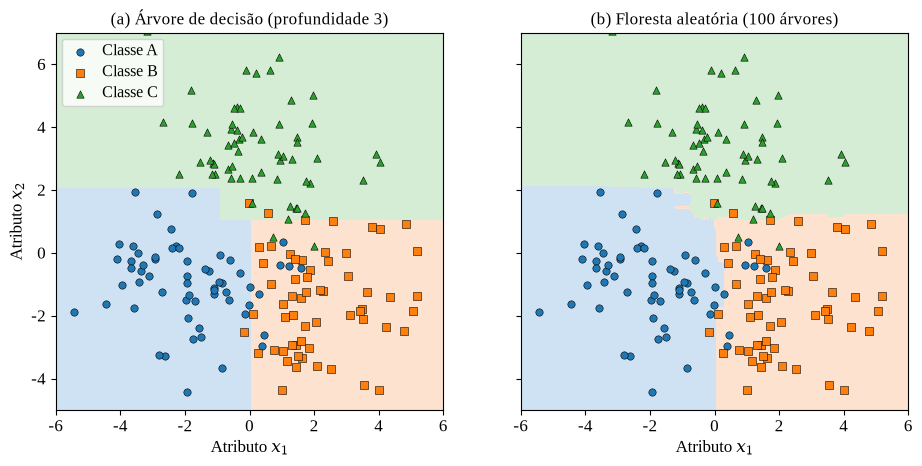 (a) Árvore de decisão (profundidade 3)
Classe A
Classe B
Classe C
6
4
2
0
-2
-4
Atributo x₂
-6 -4 -2 0 2 4 6
Atributo x₁
(b) Floresta aleatória (100 árvores)
-6 -4 -2 0 2 4 6
Atributo x₁